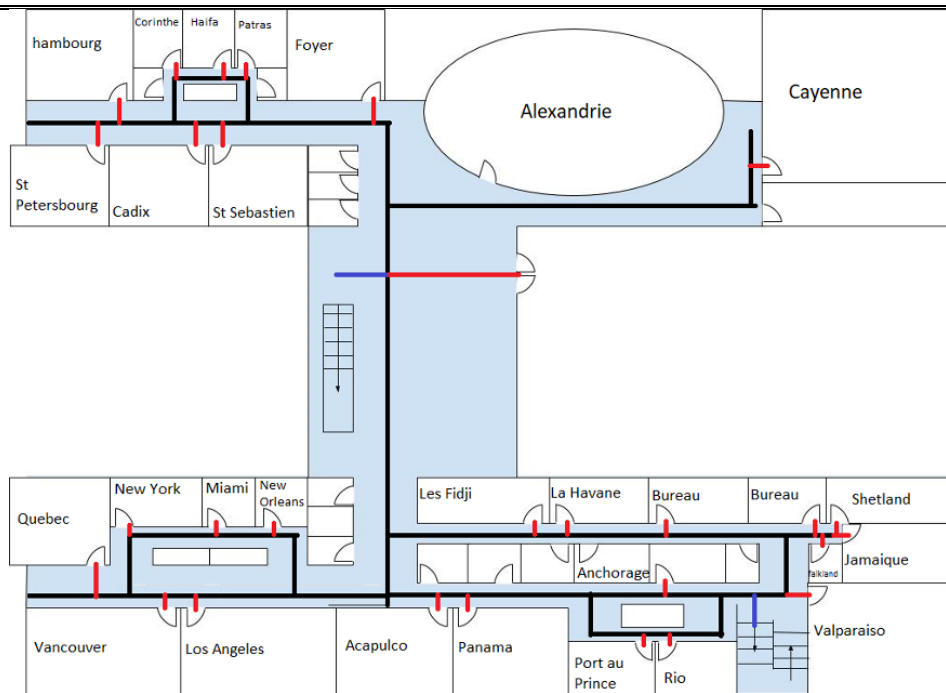 Corinthe Haifa Patras
hambourg
Foyer
Cayenne
Alexandrie
St
Petersbourg
Cadix
St Sebastien
New York
Miami
New
Orleans
Les Fidji
La Havane
Bureau
Bureau
Shetland
Quebec
Anchorage
Jamaique
falkland
Valparaiso
Vancouver
Los Angeles
Acapulco
Panama
Port au
Prince
Rio